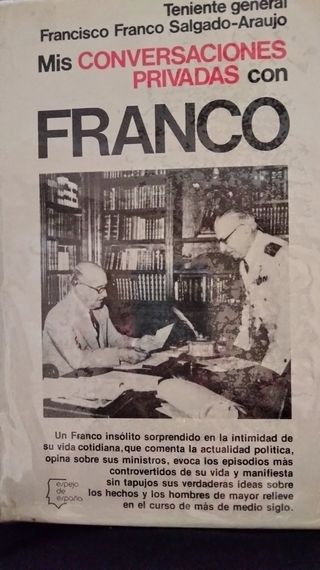 Teniente general
Francisco Franco Salgado-Araujo
Mis CONVERSACIONES
PRIVADAS con
FRANCO
Un Franco insólito sorprendido en la intimidad de
su vida cotidiana, que comenta la actualidad política,
opina sobre sus ministros, evoca los episodios más
controvertidos de su vida y manifiesta
sin tapujos sus verdaderas ideas sobre
los hechos y los hombres de mayor relieve
en el curso de más de medio siglo.
espejo
de
españa